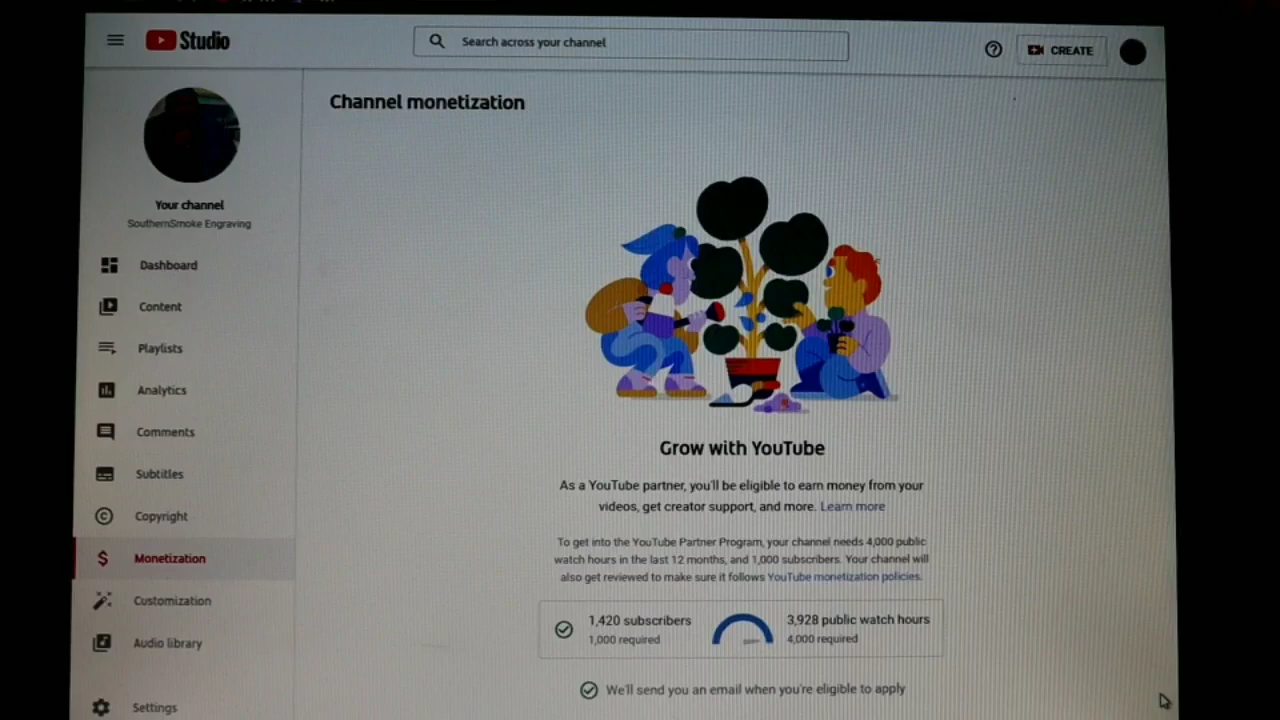 Studio
Search across your channel
CREATE
Channel monetization
Your channel
SouthernSmoke Engraving
Dashboard
Content
Playlists
Analytics
Comments
Subtitles
Copyright
Monetization
Customization
Audio library
Settings
Grow with YouTube
As a YouTube partner, you'll be eligible to earn money from your
videos, get creator support, and more. Learn more
To get into the YouTube Partner Program, your channel needs 4,000 public
watch hours in the last 12 months, and 1,000 subscribers. Your channel will
also get reviewed to make sure it follows YouTube monetization policies.
1,420 subscribers
1,000 required
3,928 public watch hours
4,000 required
We'll send you an email when you're eligible to apply